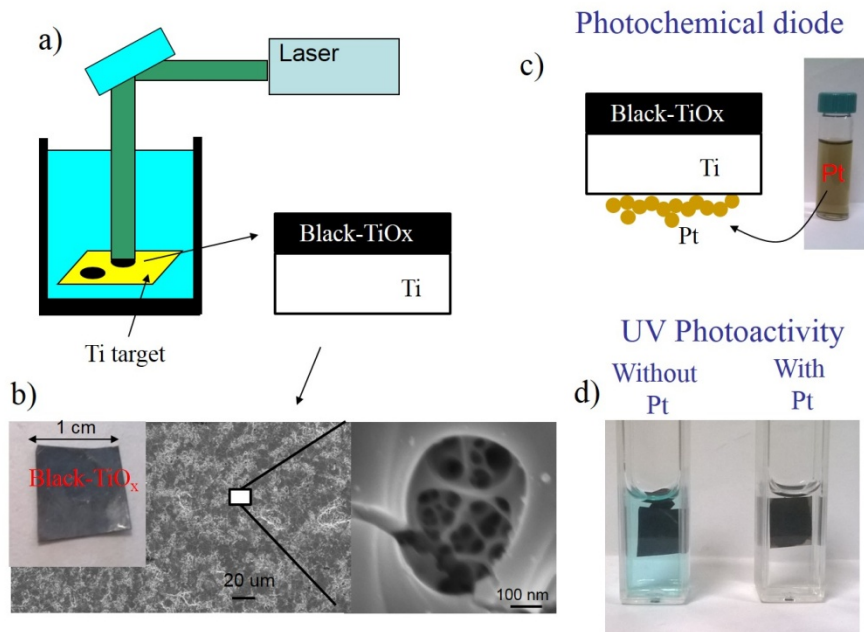 a)
Laser
Black-TiOx
Ti
Ti target
b)
1 cm
Black-TiOx
20 um
100 nm
Photochemical diode
c)
Black-TiOx
Ti
Pt
Pt
UV Photoactivity
d)
Without
Pt
With
Pt